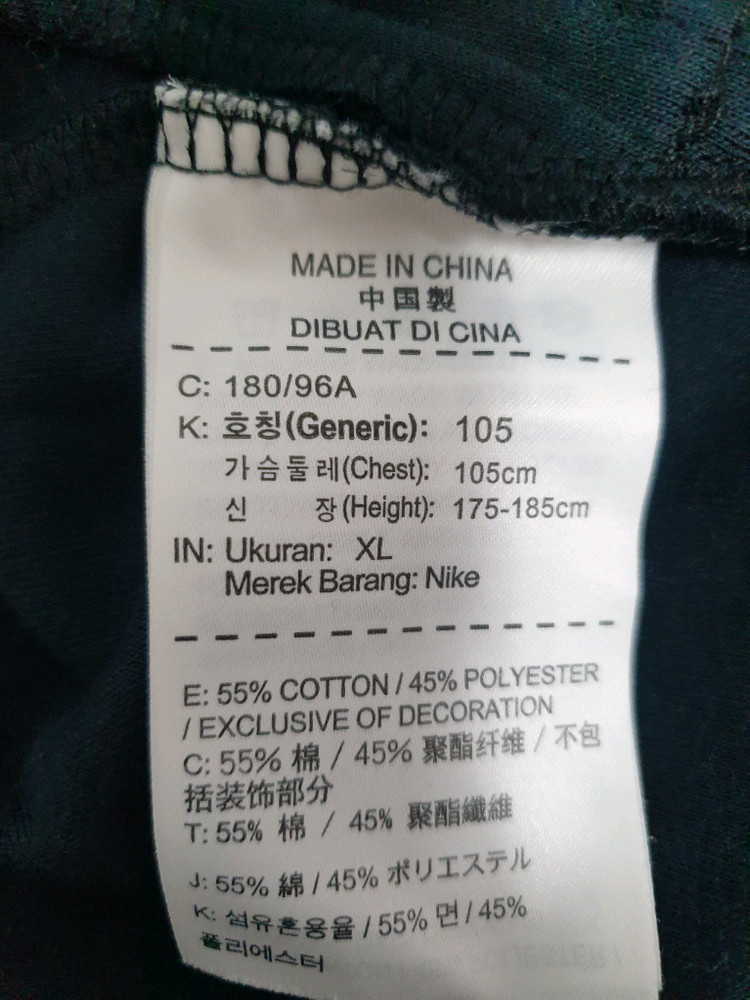 MADE IN CHINA
中国製
DIBUAT DI CINA
C: 180/96A
K: 호칭(Generic): 105
가슴둘레(Chest): 105cm
신 장(Height): 175-185cm
IN: Ukuran: XL
Merek Barang: Nike
E: 55% COTTON / 45% POLYESTER
/ EXCLUSIVE OF DECORATION
C: 55% 棉 / 45% 聚酯纤维 / 不包
括装饰部分
T: 55% 棉 / 45% 聚酯纖維
J: 55% 綿 / 45% ポリエステル
K: 섬유혼용율 / 55% 면 / 45%
폴리에스터